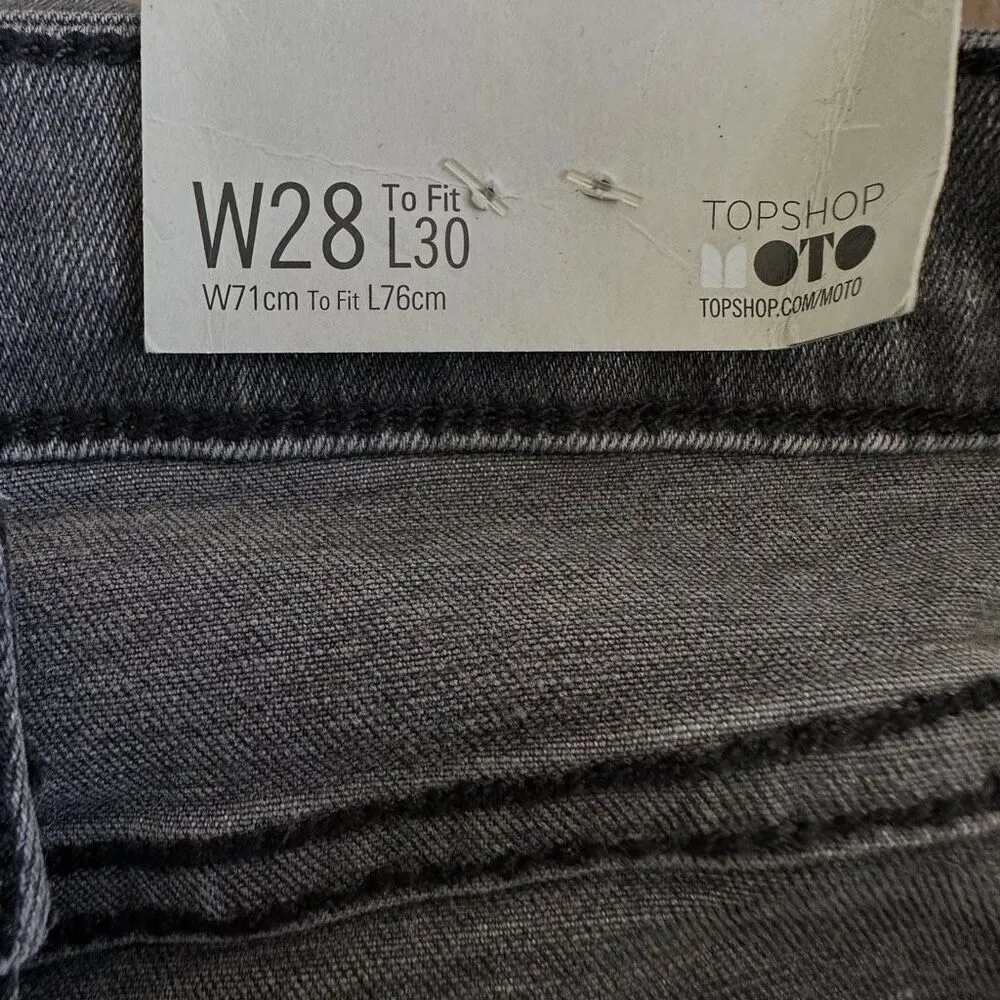 W28 To Fit L30
W71cm To Fit L76cm
TOPSHOP
MOTO
TOPSHOP.COM/MOTO